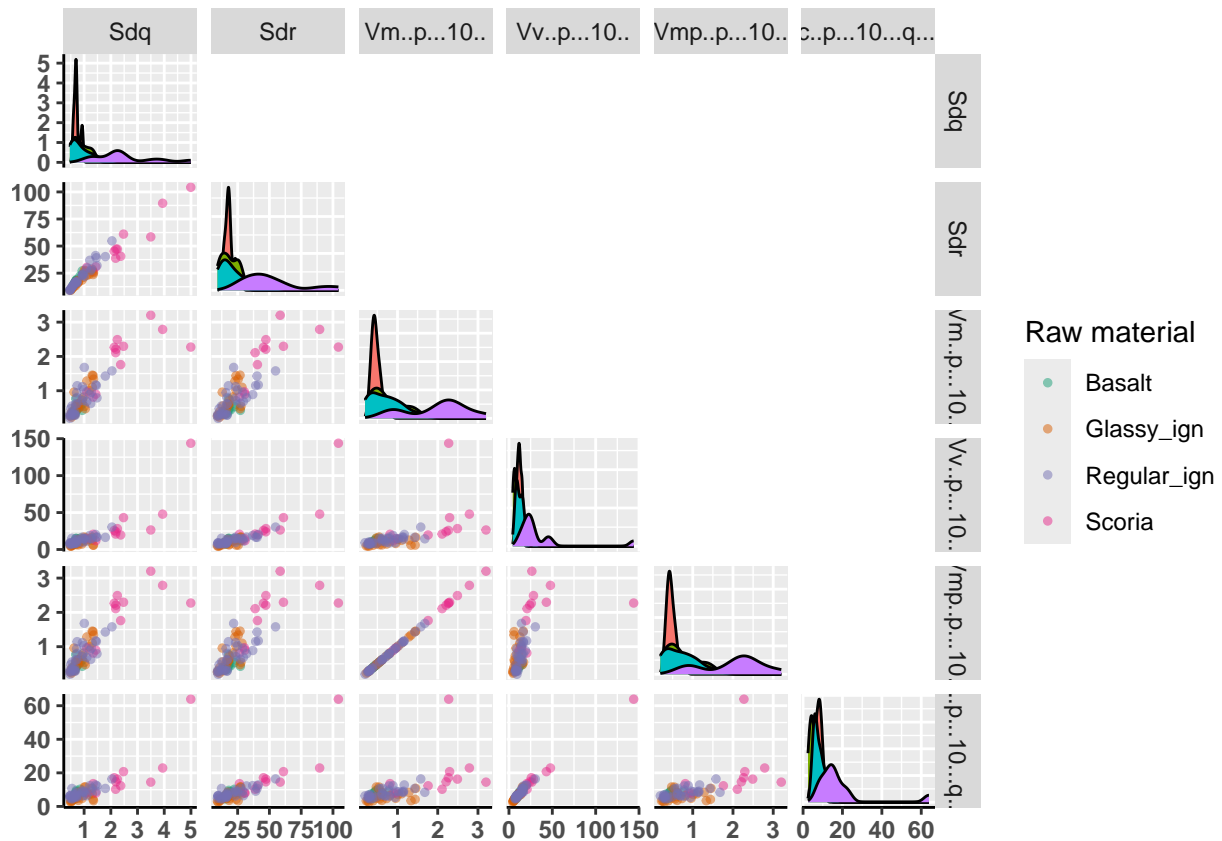 Sdq Sdr Vm..p...10.. Vv..p...10.. Vmp..p...10.. c..p...10...q...
5
4
3
2
1
0
Sdq
100
75
50
25
Sdr
3
2
1
Vm..p...10..
150
100
50
0
Vv..p...10..
3
2
1
Vmp..p...10..
60
40
20
0
..p...10...q..
1 2 3 4 5 25 50 75 100 1 2 3 0 50 100 150 1 2 3 0 20 40 60
Raw material
Basalt
Glassy_ign
Regular_ign
Scoria